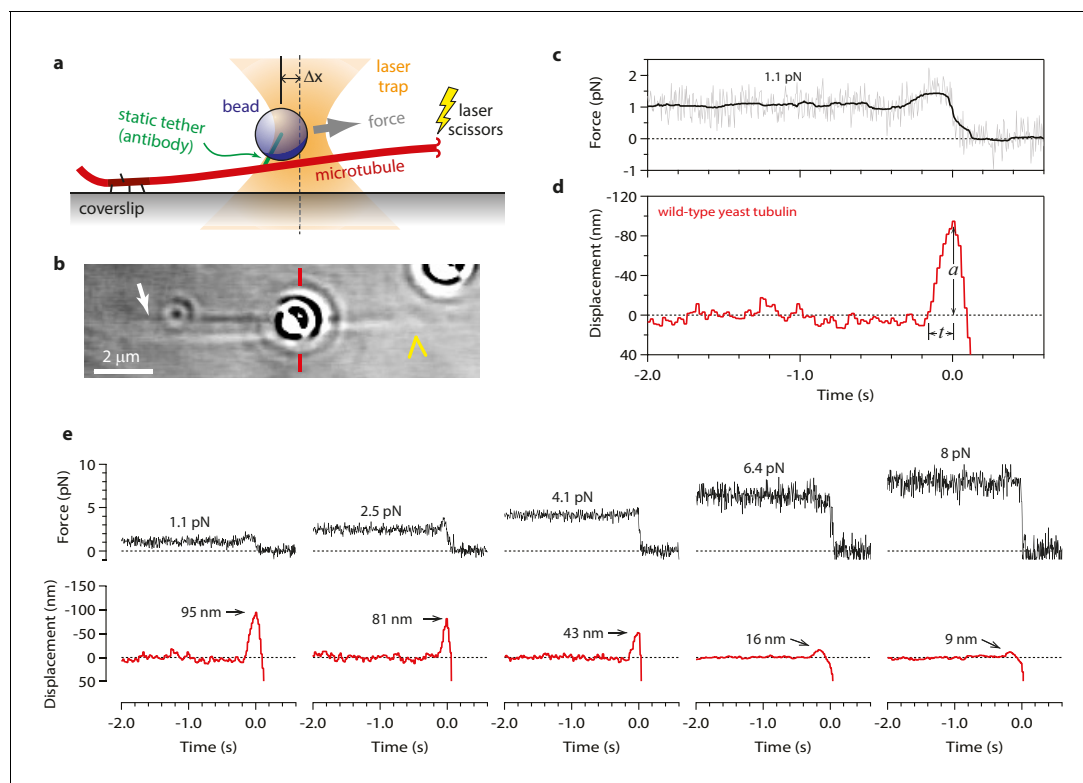 a
Δx
laser
trap
bead
static tether
(antibody)
force
laser
scissors
microtubule
coverslip
b
2 μm
c
Force (pN)
2
1
0
-1
1.1 pN
d
Displacement (nm)
-120
-80
-40
0
40
wild-type yeast tubulin
a
t
-2.0 -1.0 0.0
Time (s)
e
Force (pN)
10
5
0
1.1 pN
2.5 pN
4.1 pN
6.4 pN
8 pN
Displacement (nm)
-150
-100
-50
0
50
95 nm
81 nm
43 nm
16 nm
9 nm
-2.0 -1.0 0.0 -2.0 -1.0 0.0 -2.0 -1.0 0.0 -2.0 -1.0 0.0 -2.0 -1.0 0.0
Time (s) Time (s) Time (s) Time (s) Time (s)